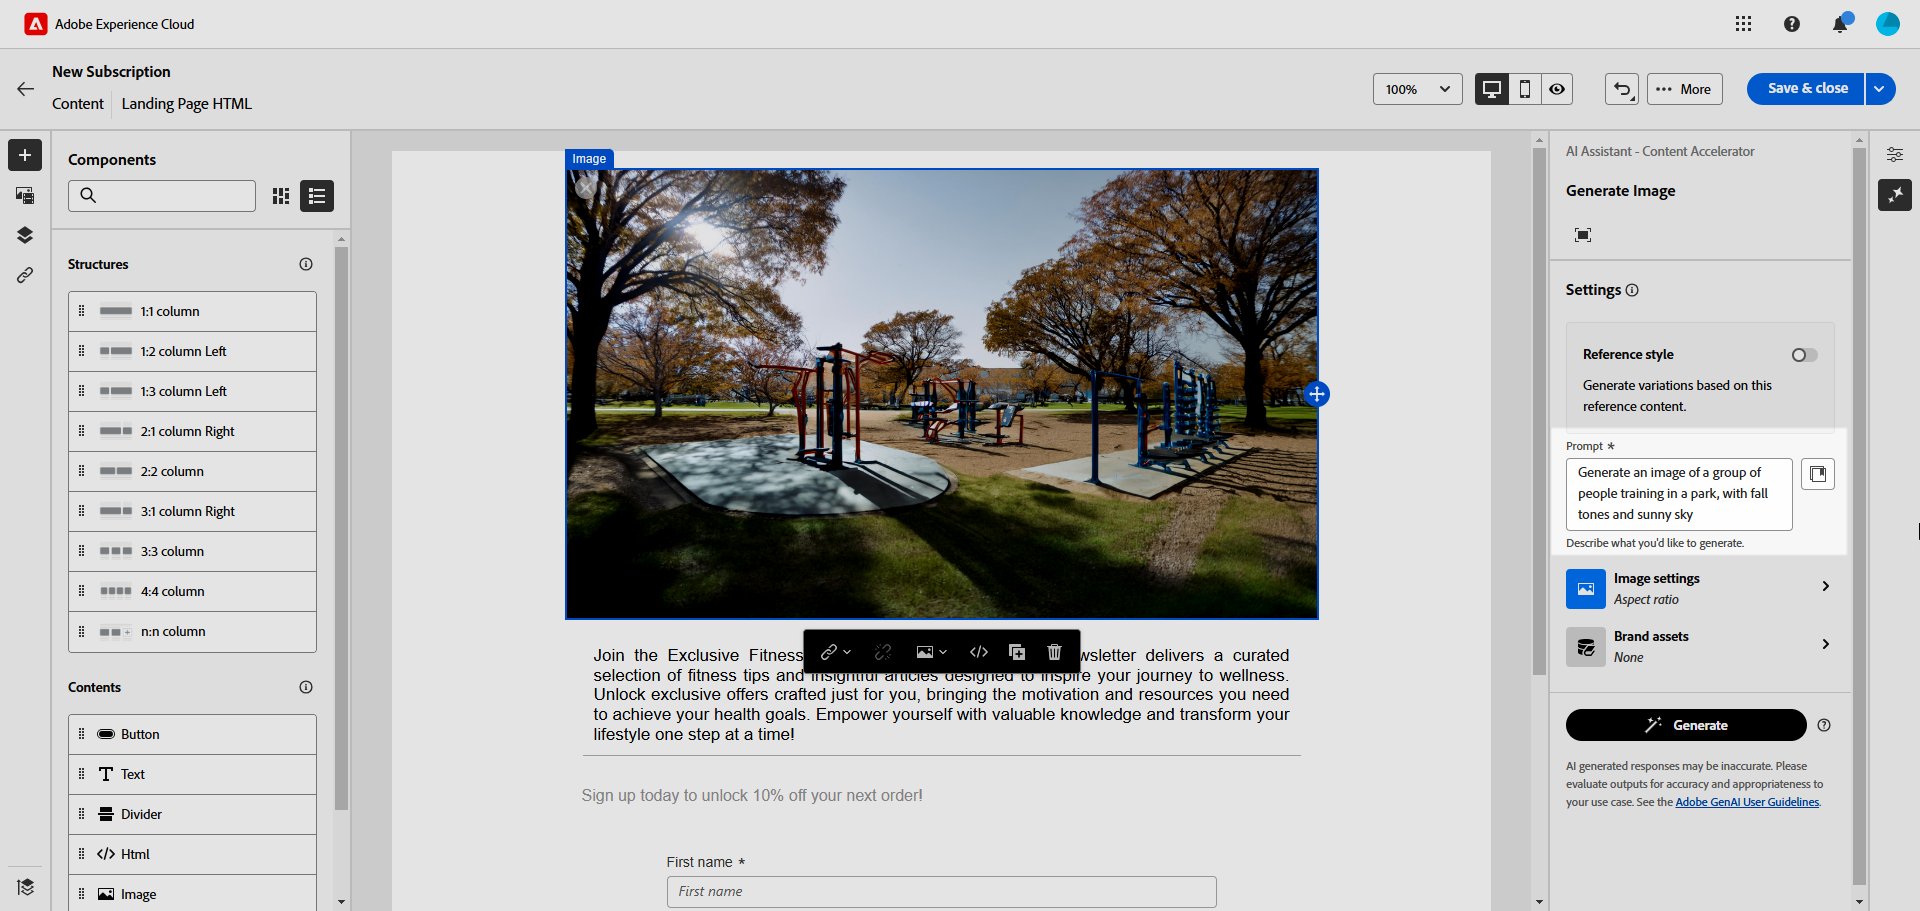 Adobe Experience Cloud
New Subscription
Content
Landing Page HTML
100%
More
Save & close
Components
Structures
1:1 column
1:2 column Left
1:3 column Left
2:1 column Right
2:2 column
3:1 column Right
3:3 column
4:4 column
n:n column
Contents
Button
Text
Divider
Html
Image
Image
Join the Exclusive Fitness wsletter delivers a curated
selection of fitness tips and insightful articles designed to inspire your journey to wellness.
Unlock exclusive offers crafted just for you, bringing the motivation and resources you need
to achieve your health goals. Empower yourself with valuable knowledge and transform your
lifestyle one step at a time!
Sign up today to unlock 10% off your next order!
First name *
First name
AI Assistant - Content Accelerator
Generate Image
Settings
Reference style
Generate variations based on this
reference content.
Prompt *
Generate an image of a group of
people training in a park, with fall
tones and sunny sky
Describe what you'd like to generate.
Image settings
Aspect ratio
Brand assets
None
Generate
AI generated responses may be inaccurate. Please
evaluate outputs for accuracy and appropriateness to
your use case. See the Adobe GenAI User Guidelines.